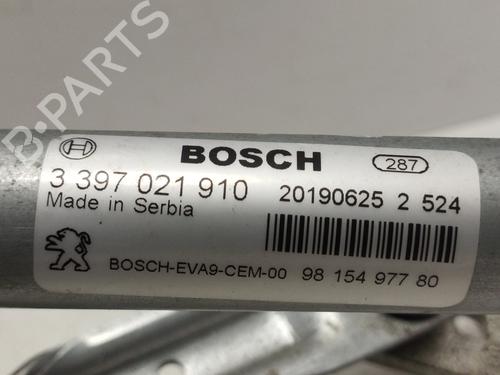 B-PARTS
BOSCH
287
3 397 021 910
20190625 2 524
Made in Serbia
BOSCH-EVA9-CEM-00 98 154 977 80